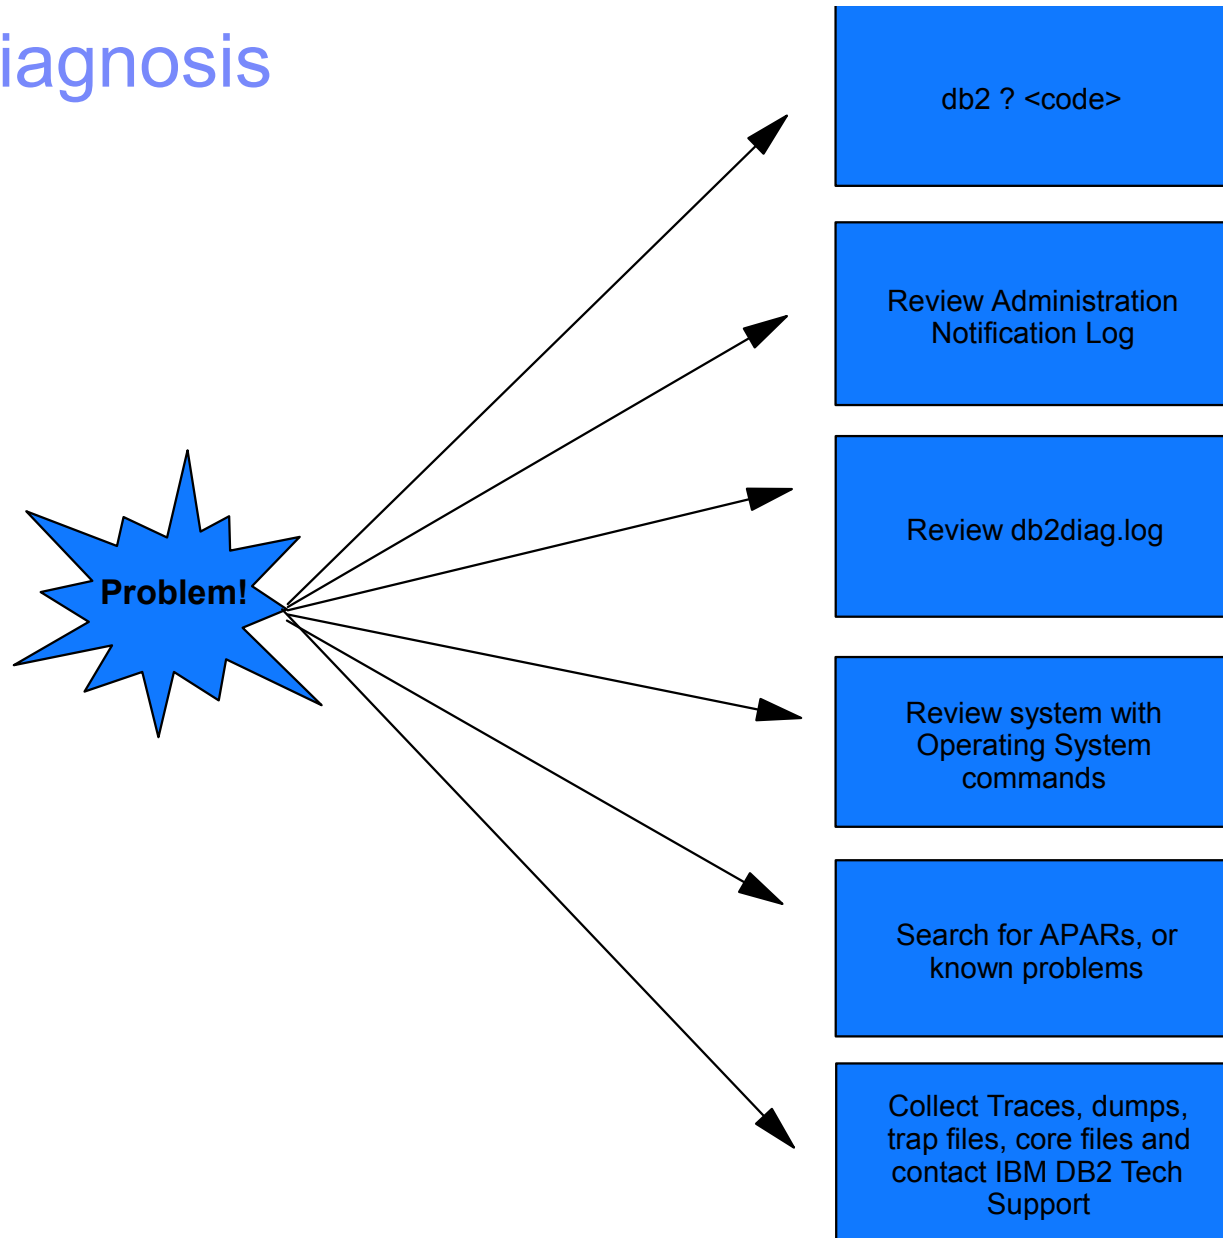 iagnosis
db2 ? <code>
Review Administration
Notification Log
Review db2diag.log
Problem!
Review system with
Operating System
commands
Search for APARs, or
known problems
Collect Traces, dumps,
trap files, core files and
contact IBM DB2 Tech
Support